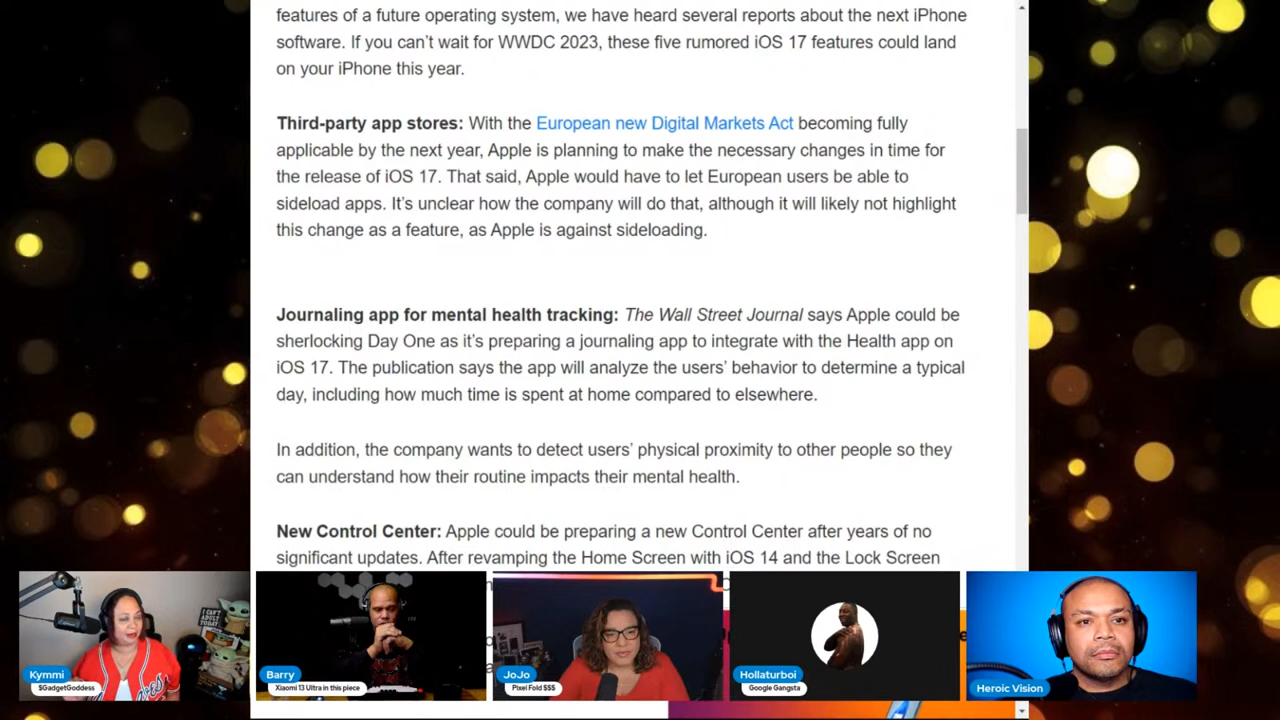 features of a future operating system, we have heard several reports about the next iPhone
software. If you can’t wait for WWDC 2023, these five rumored iOS 17 features could land
on your iPhone this year.
Third-party app stores: With the European new Digital Markets Act becoming fully
applicable by the next year, Apple is planning to make the necessary changes in time for
the release of iOS 17. That said, Apple would have to let European users be able to
sideload apps. It’s unclear how the company will do that, although it will likely not highlight
this change as a feature, as Apple is against sideloading.
Journaling app for mental health tracking: The Wall Street Journal says Apple could be
sherlocking Day One as it’s preparing a journaling app to integrate with the Health app on
iOS 17. The publication says the app will analyze the users’ behavior to determine a typical
day, including how much time is spent at home compared to elsewhere.
In addition, the company wants to detect users’ physical proximity to other people so they
can understand how their routine impacts their mental health.
New Control Center: Apple could be preparing a new Control Center after years of no
significant updates. After revamping the Home Screen with iOS 14 and the Lock Screen
I CAN'T
ADULT
TODAY
Kymmi
$GadgetGoddess
Barry
Xiaomi 13 Ultra in this piece
JoJo
Pixel Fold $$$
Hollaturboi
Google Gangsta
Heroic Vision